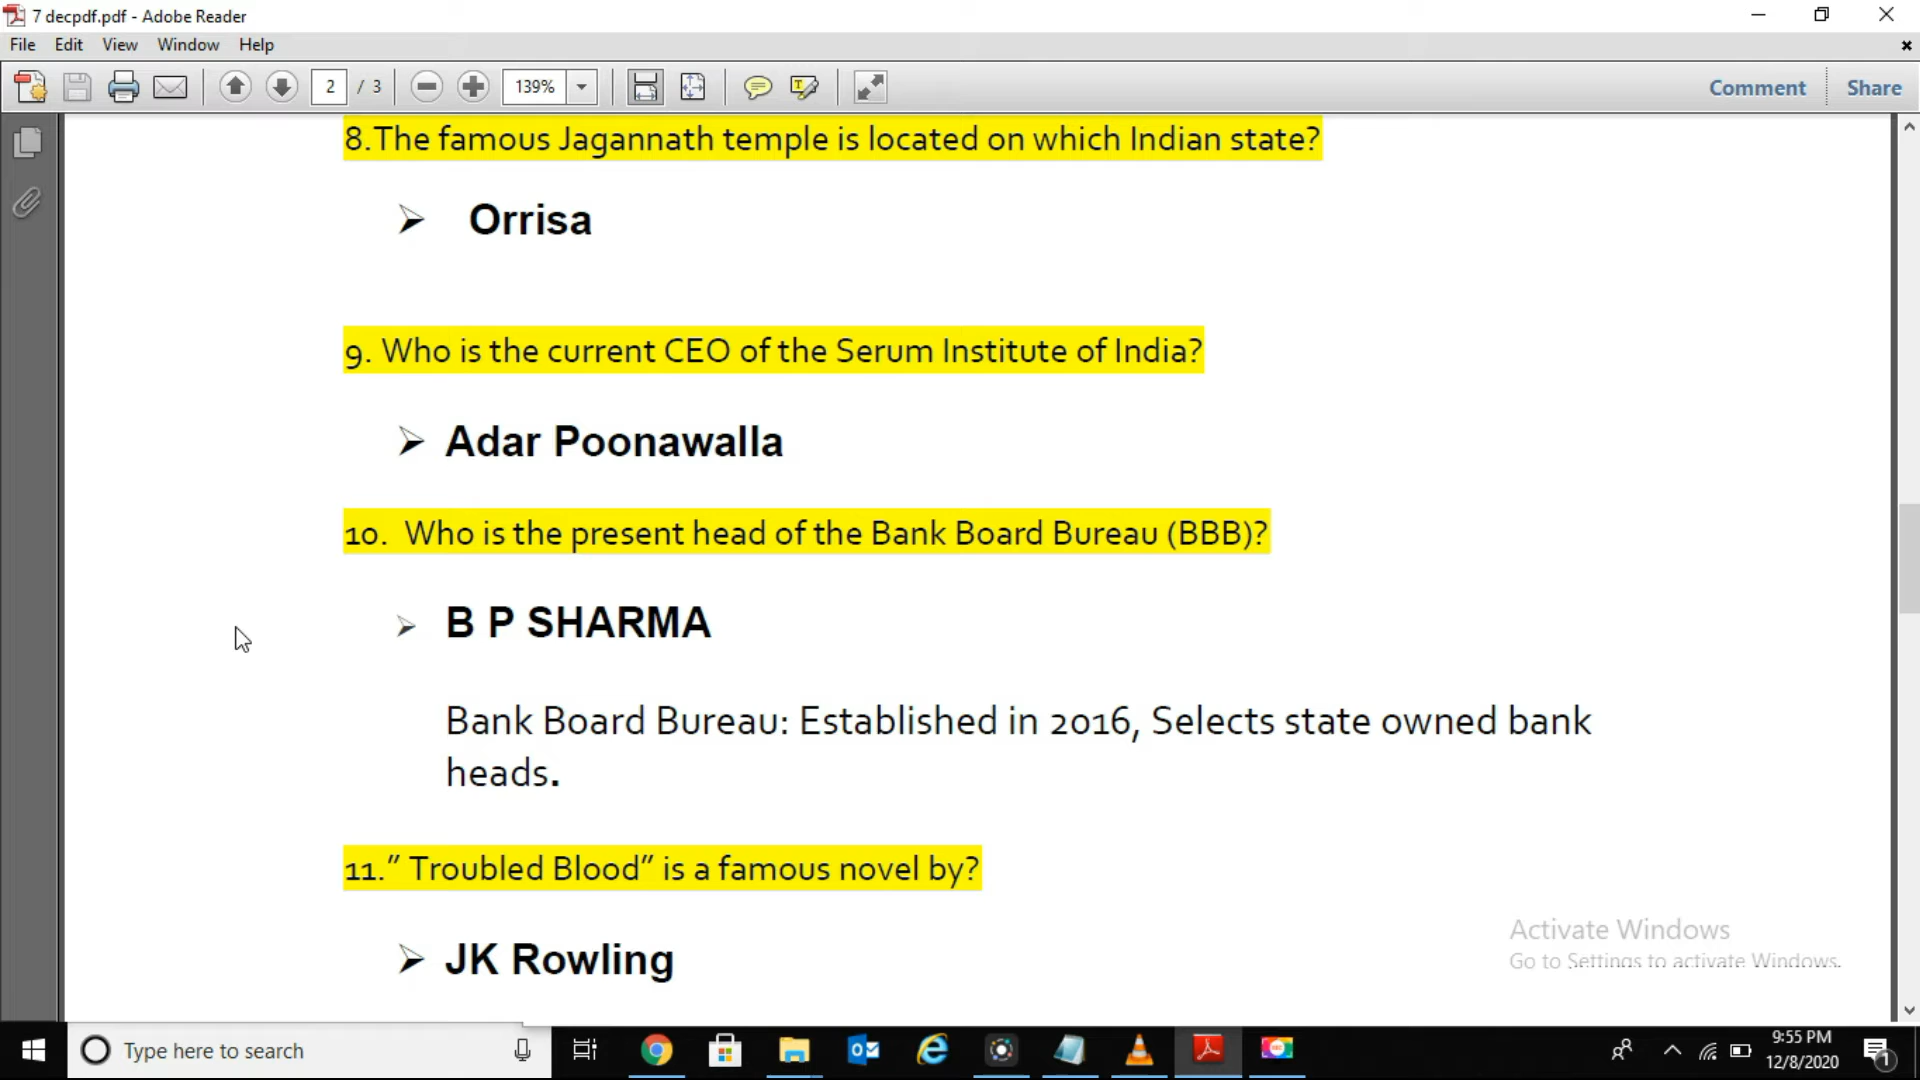 7 decpdf.pdf - Adobe Reader
File Edit View Window Help
2 / 3 139% Comment Share
8.The famous Jagannath temple is located on which Indian state?
Orrisa
9. Who is the current CEO of the Serum Institute of India?
Adar Poonawalla
10. Who is the present head of the Bank Board Bureau (BBB)?
B P SHARMA
Bank Board Bureau: Established in 2016, Selects state owned bank
heads.
11." Troubled Blood" is a famous novel by?
JK Rowling
Activate Windows
Go to Settings to activate Windows.
Type here to search
9:55 PM
12/8/2020
1